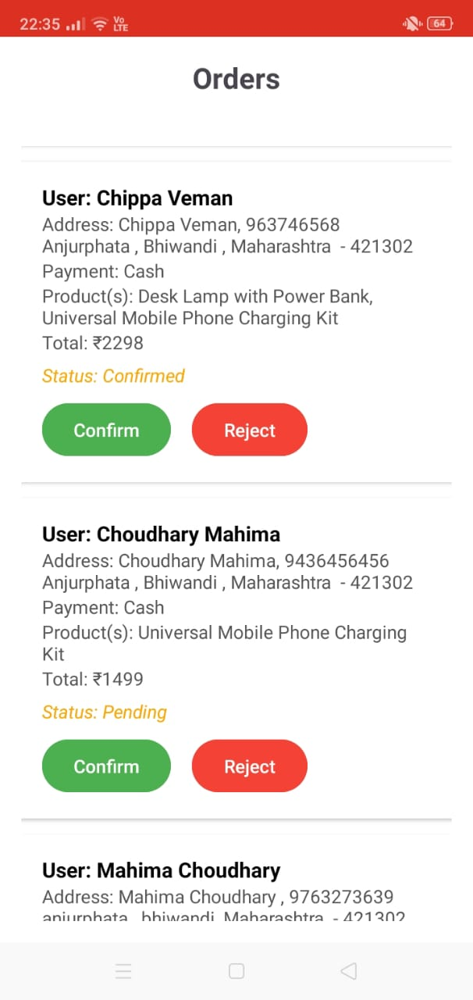 22:35 Vo LTE 64
Orders
User: Chippa Veman
Address: Chippa Veman, 963746568
Anjurphata , Bhiwandi , Maharashtra  - 421302
Payment: Cash
Product(s): Desk Lamp with Power Bank,
Universal Mobile Phone Charging Kit
Total: ₹2298
Status: Confirmed
Confirm Reject
User: Choudhary Mahima
Address: Choudhary Mahima, 9436456456
Anjurphata , Bhiwandi , Maharashtra  - 421302
Payment: Cash
Product(s): Universal Mobile Phone Charging
Kit
Total: ₹1499
Status: Pending
Confirm Reject
User: Mahima Choudhary
Address: Mahima Choudhary , 9763273639
anjurphata , bhiwandi, Maharashtra  - 421302